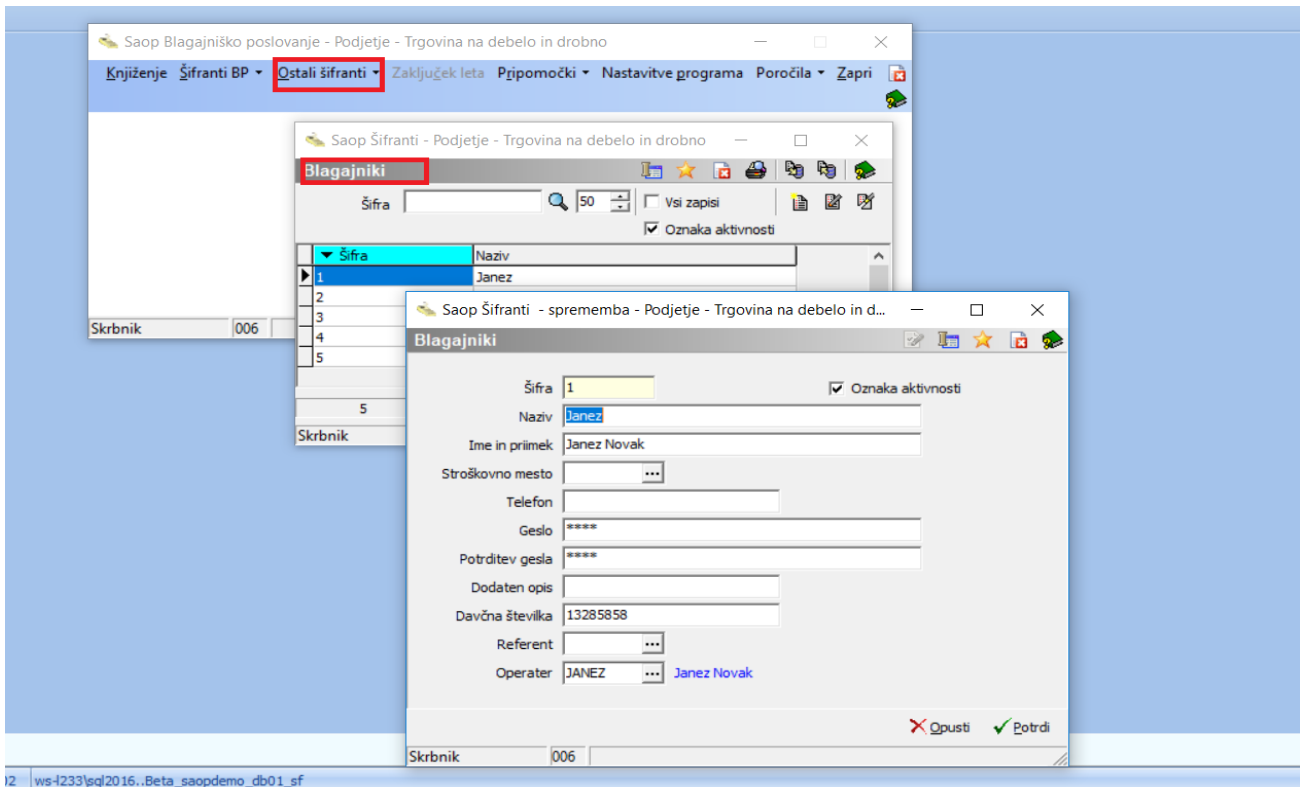 Saop Blagajniško poslovanje - Podjetje - Trgovina na debelo in drobno
Knjiženje Šifranti BP Ostali šifranti Zaključek leta Pripomočki Nastavitve programa Poročila Zapri
Saop Šifranti - Podjetje - Trgovina na debelo in drobno
Blagajniki
Šifra 50 Vsi zapisi
Oznaka aktivnosti
Šifra Naziv
1 Janez
2
3
4
5
5
Skrbnik
Skrbnik 006
Saop Šifranti - sprememba - Podjetje - Trgovina na debelo in d...
Blagajniki
Šifra 1 Oznaka aktivnosti
Naziv Janez
Ime in priimek Janez Novak
Stroškovno mesto ...
Telefon
Geslo ****
Potrditev gesla ****
Dodaten opis
Davčna številka 13285858
Referent ...
Operater JANEZ ... Janez Novak
Opusti Potrdi
Skrbnik 006
02 ws-l233\sql2016..Beta_saopdemo_db01_sf